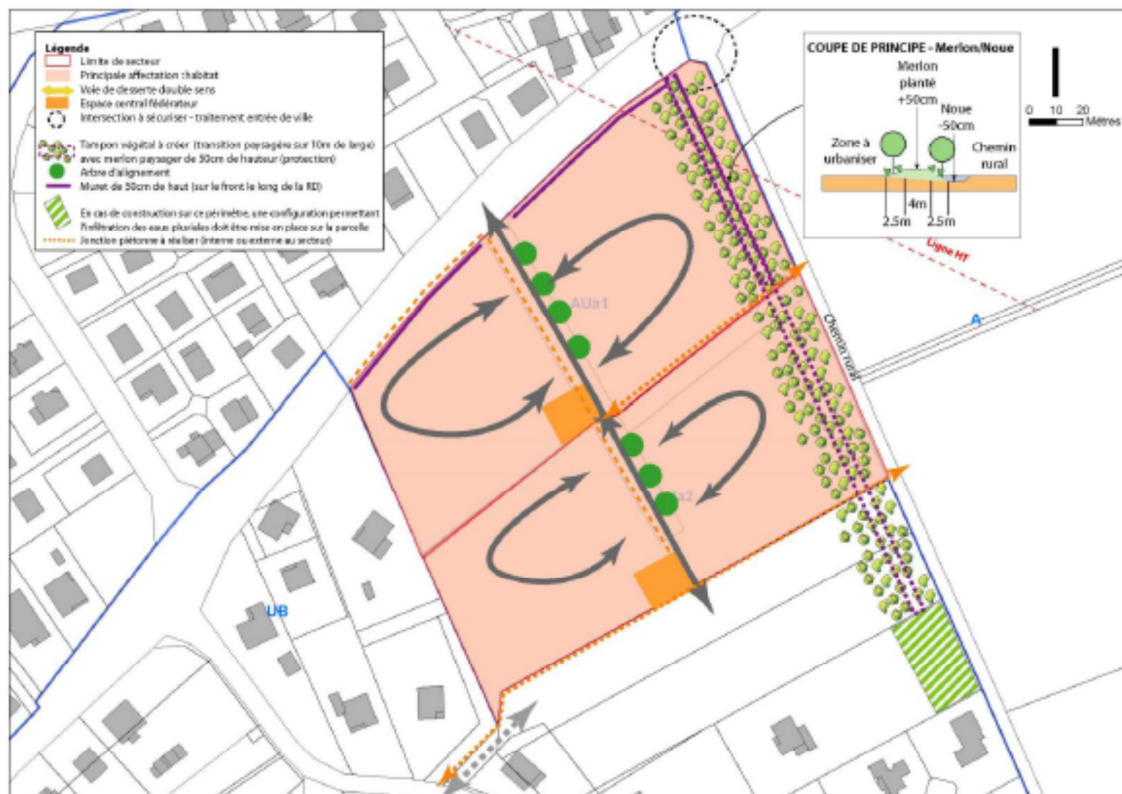 Légende
Limite de secteur
Principale affectation : habitat
Voie de desserte double sens
Espace central fédérateur
Intersection à sécuriser - traitement entrée de ville
Tampon végétal à créer (transition paysagère sur 10m de large)
avec merlon paysager de 50cm de hauteur (protection)
Arbre d'alignement
Muret de 50cm de haut (sur le front le long de la RD)
En cas de construction sur ce périmètre, une configuration permettant
l'infiltration des eaux pluviales doit être mise en place sur la parcelle
Jonction piétonne à réaliser (interne ou externe au secteur)
COUPE DE PRINCIPE - Merlon/Noue
Merlon
planté
+50cm
Noue
-50cm
Zone à
urbaniser
Chemin
rural
4m
2.5m
2.5m
0 10 20
Mètres
Ligne HT
AUa1
A
Chemin rural
a2
UB